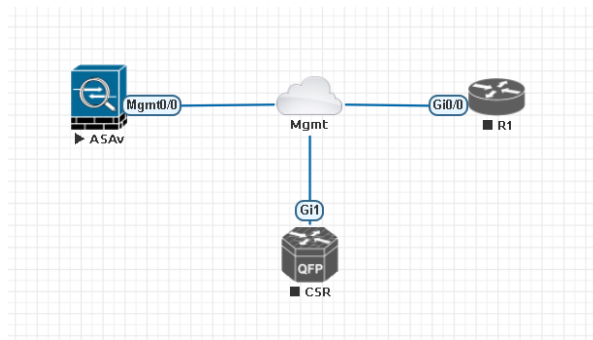 Mgmt0/0
Gi0/0
Mgmt
ASAv
R1
Gi1
QFP
CSR